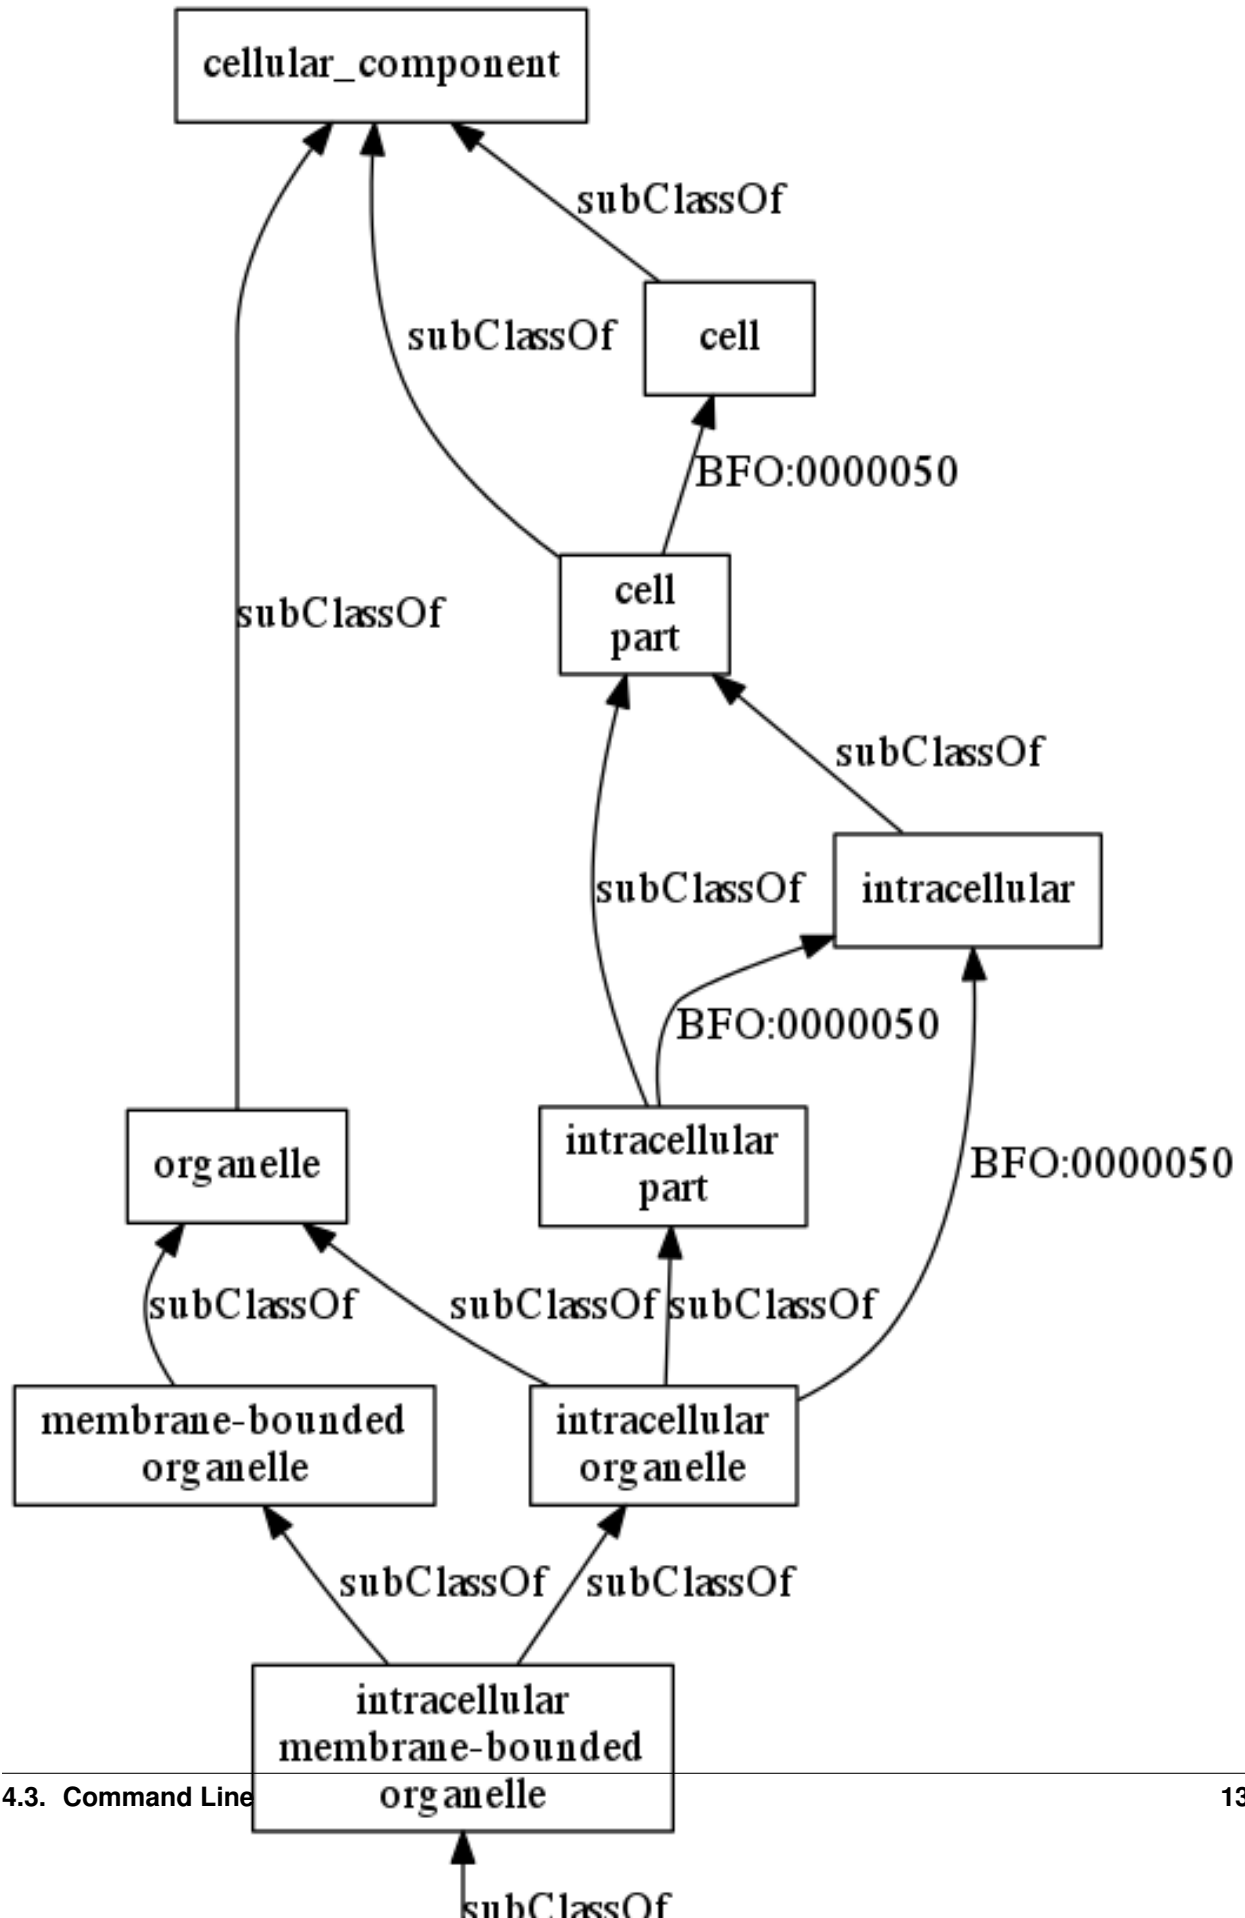 cellular_component
subClassOf
subClassOf
cell
BFO:0000050
cell
part
subClassOf
subClassOf
subClassOf
intracellular
BFO:0000050
organelle
intracellular
part
BFO:0000050
subClassOf
subClassOf
subClassOf
membrane-bounded
organelle
intracellular
organelle
subClassOf
subClassOf
intracellular
membrane-bounded
organelle
4.3. Command Line
13
subClassOf